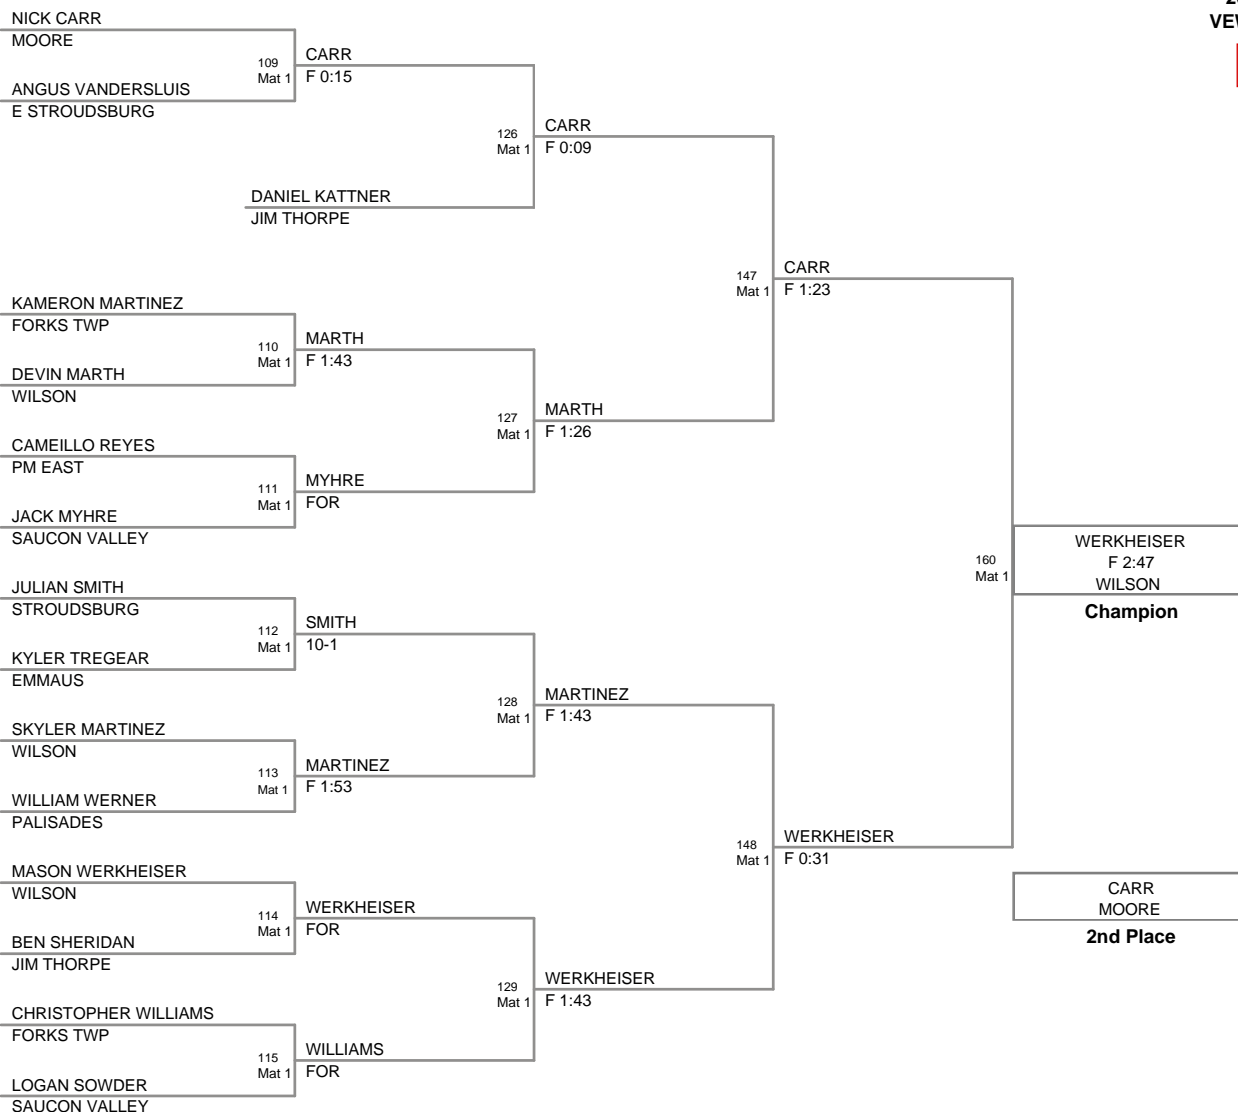 NICK CARR
MOORE
109
Mat 1
CARR
F 0:15
ANGUS VANDERSLUIS
E STROUDSBURG
126
Mat 1
CARR
F 0:09
DANIEL KATTNER
JIM THORPE
147
Mat 1
CARR
F 1:23
KAMERON MARTINEZ
FORKS TWP
110
Mat 1
MARTH
F 1:43
DEVIN MARTH
WILSON
127
Mat 1
MARTH
F 1:26
CAMEILLO REYES
PM EAST
111
Mat 1
MYHRE
FOR
JACK MYHRE
SAUCON VALLEY
160
Mat 1
WERKHEISER
F 2:47
WILSON
Champion
JULIAN SMITH
STROUDSBURG
112
Mat 1
SMITH
10-1
KYLER TREGEAR
EMMAUS
128
Mat 1
MARTINEZ
F 1:43
SKYLER MARTINEZ
WILSON
113
Mat 1
MARTINEZ
F 1:53
WILLIAM WERNER
PALISADES
148
Mat 1
WERKHEISER
F 0:31
MASON WERKHEISER
WILSON
114
Mat 1
WERKHEISER
FOR
BEN SHERIDAN
JIM THORPE
CARR
MOORE
2nd Place
129
Mat 1
WERKHEISER
F 1:43
CHRISTOPHER WILLIAMS
FORKS TWP
115
Mat 1
WILLIAMS
FOR
LOGAN SOWDER
SAUCON VALLEY